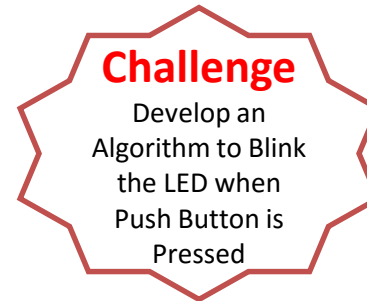 Challenge
Develop an
Algorithm to Blink
the LED when
Push Button is
Pressed